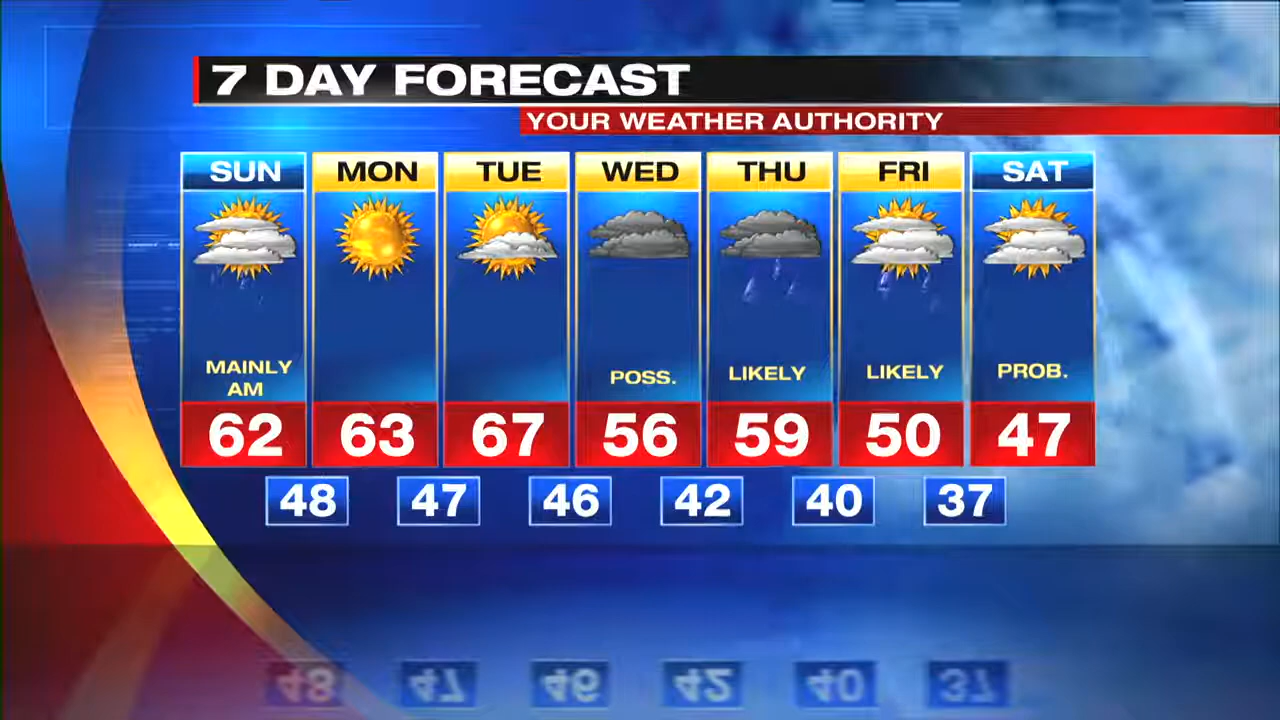 7 DAY FORECAST
YOUR WEATHER AUTHORITY
SUN MON TUE WED THU FRI SAT
MAINLY
AM
POSS.
LIKELY
LIKELY
PROB.
62 63 67 56 59 50 47
48 47 46 42 40 37